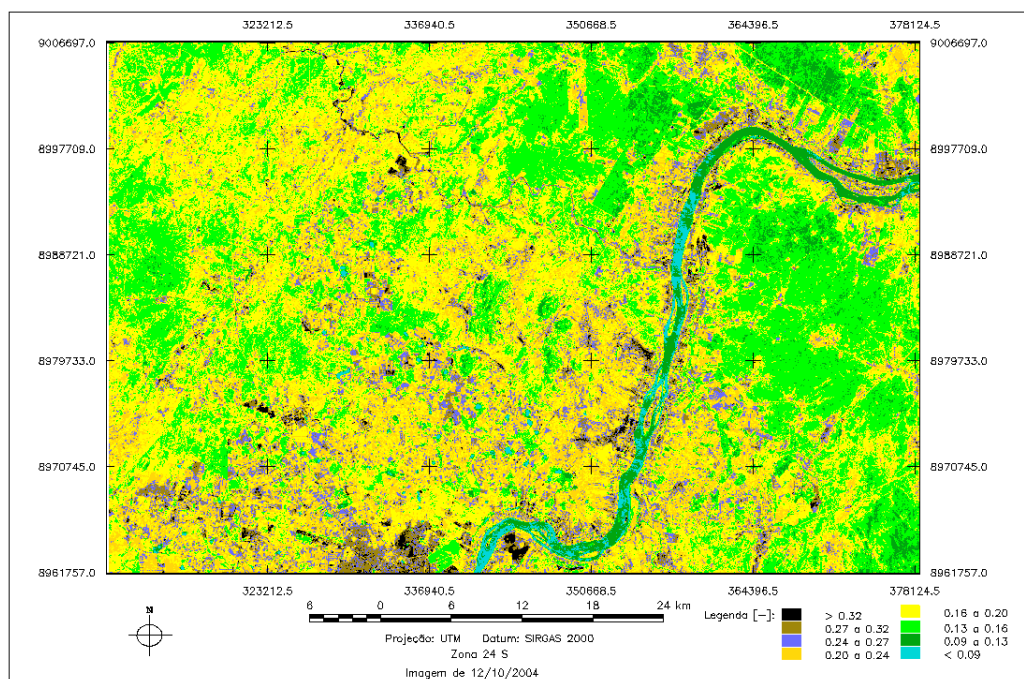 323212.5 336940.5 350668.5 364396.5 378124.5
9006697.0 9006697.0
8997709.0 8997709.0
8988721.0 8988721.0
8979733.0 8979733.0
8970745.0 8970745.0
8961757.0 8961757.0
323212.5 336940.5 350668.5 364396.5 378124.5
N
6 0 6 12 18 24 km
Projeção: UTM Datum: SIRGAS 2000
Zona 24 S
Imagem de 12/10/2004
Legenda [-]: > 0.32 0.16 a 0.20
0.27 a 0.32 0.13 a 0.16
0.24 a 0.27 0.09 a 0.13
0.20 a 0.24 < 0.09